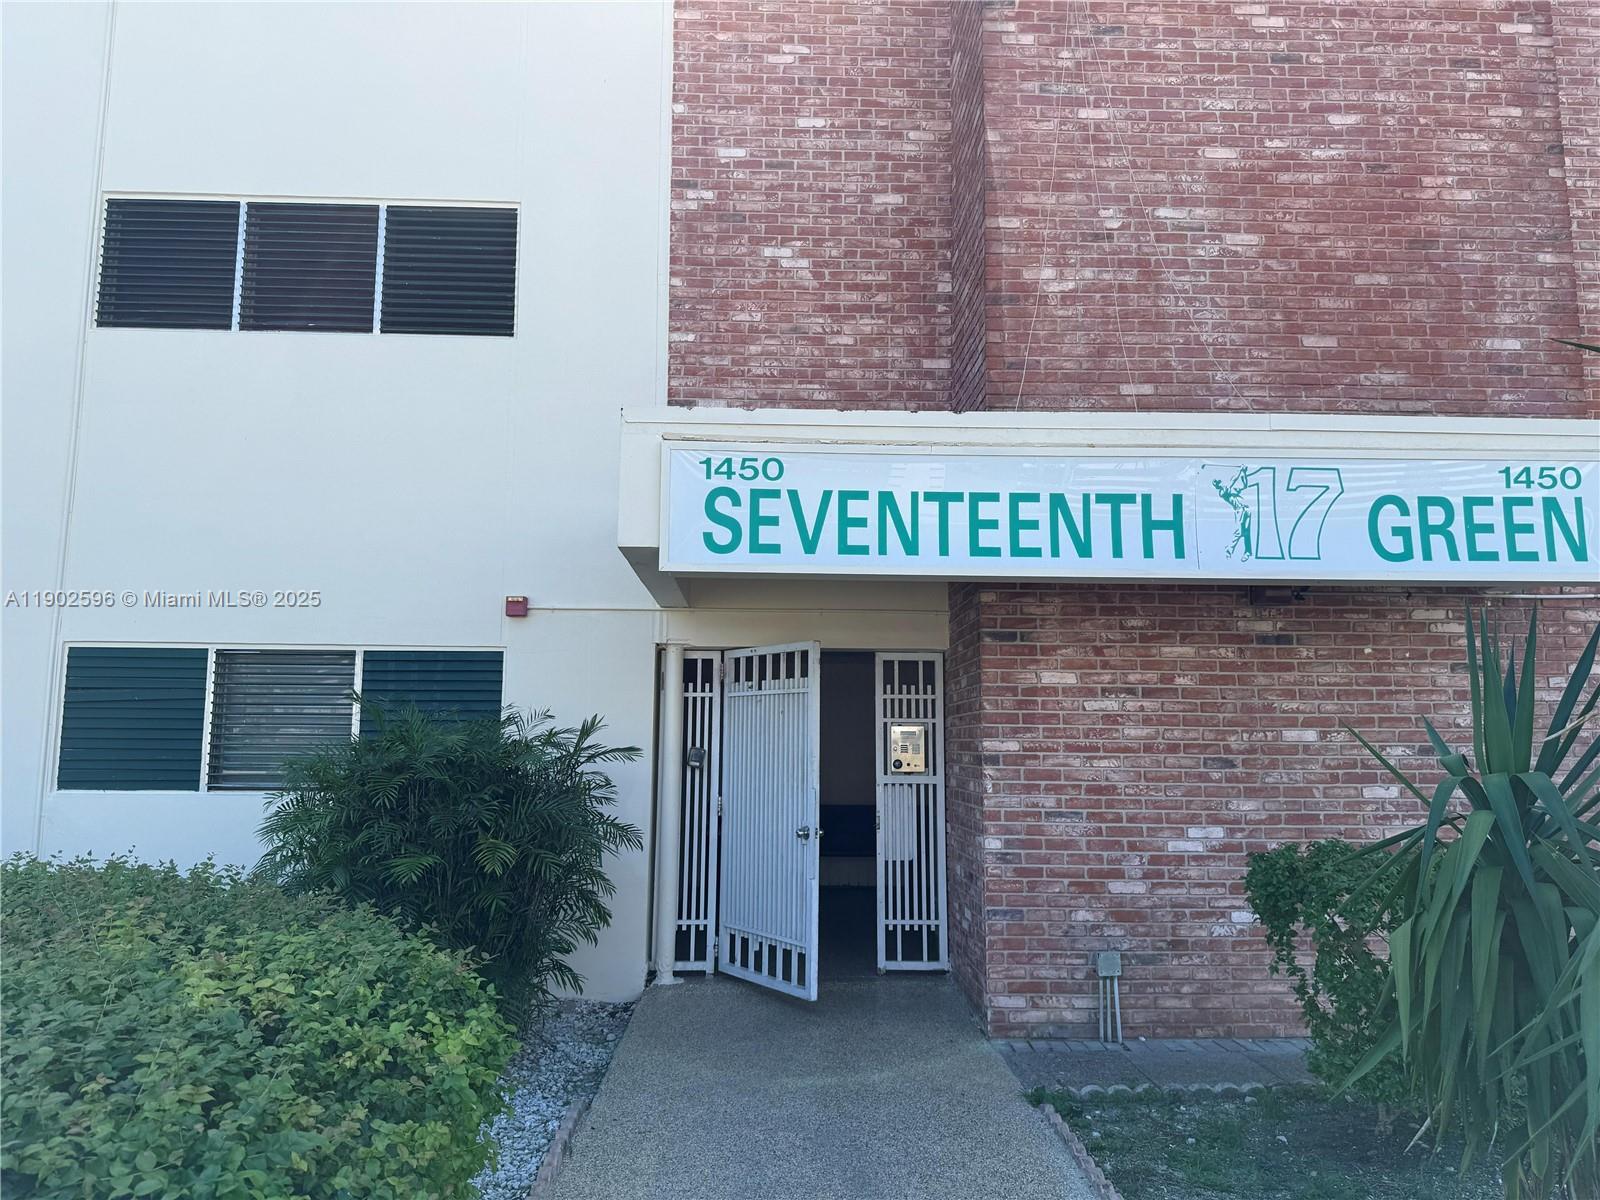 1450 1450
SEVENTEENTH 17 GREEN
A11902596 © Miami MLS® 2025